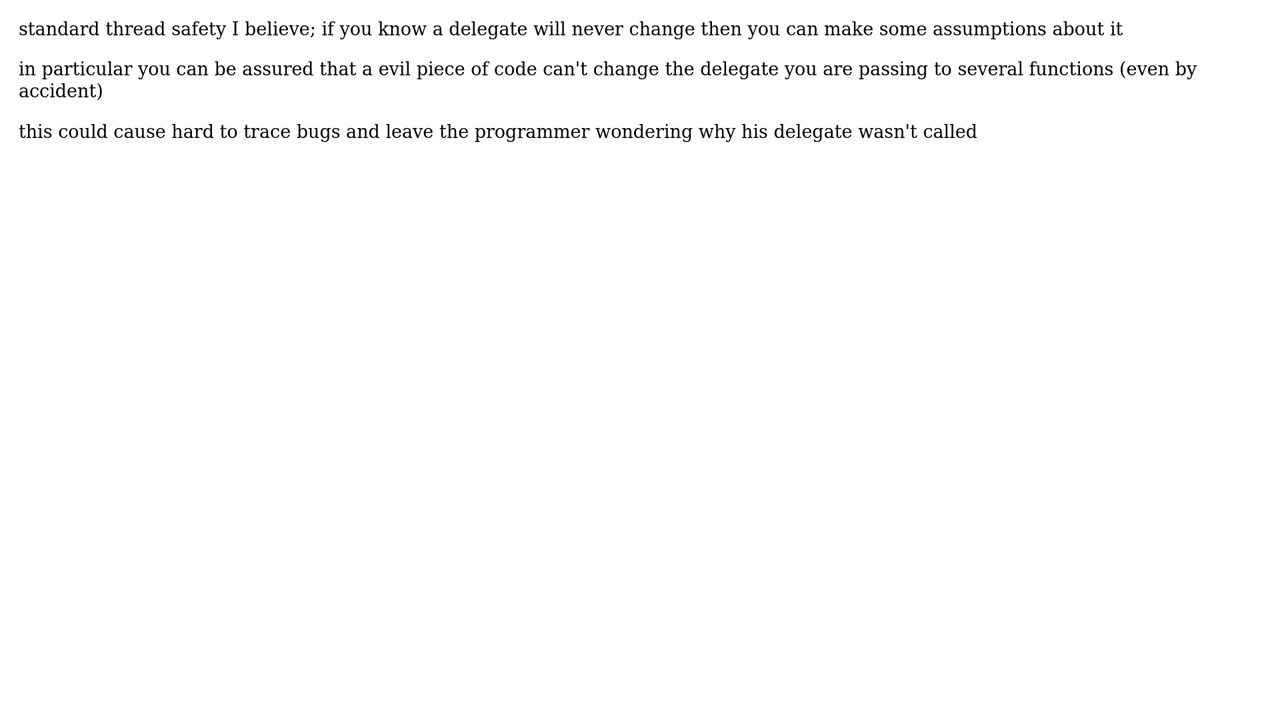 standard thread safety I believe; if you know a delegate will never change then you can make some assumptions about it
in particular you can be assured that a evil piece of code can't change the delegate you are passing to several functions (even by
accident)
this could cause hard to trace bugs and leave the programmer wondering why his delegate wasn't called